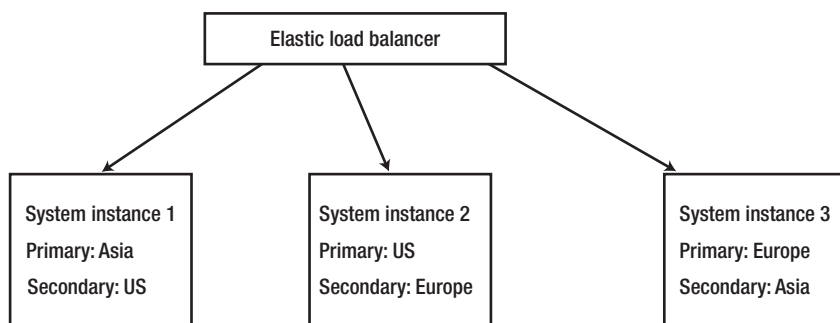 Elastic load balancer
System instance 1
Primary: Asia
Secondary: US
System instance 2
Primary: US
Secondary: Europe
System instance 3
Primary: Europe
Secondary: Asia